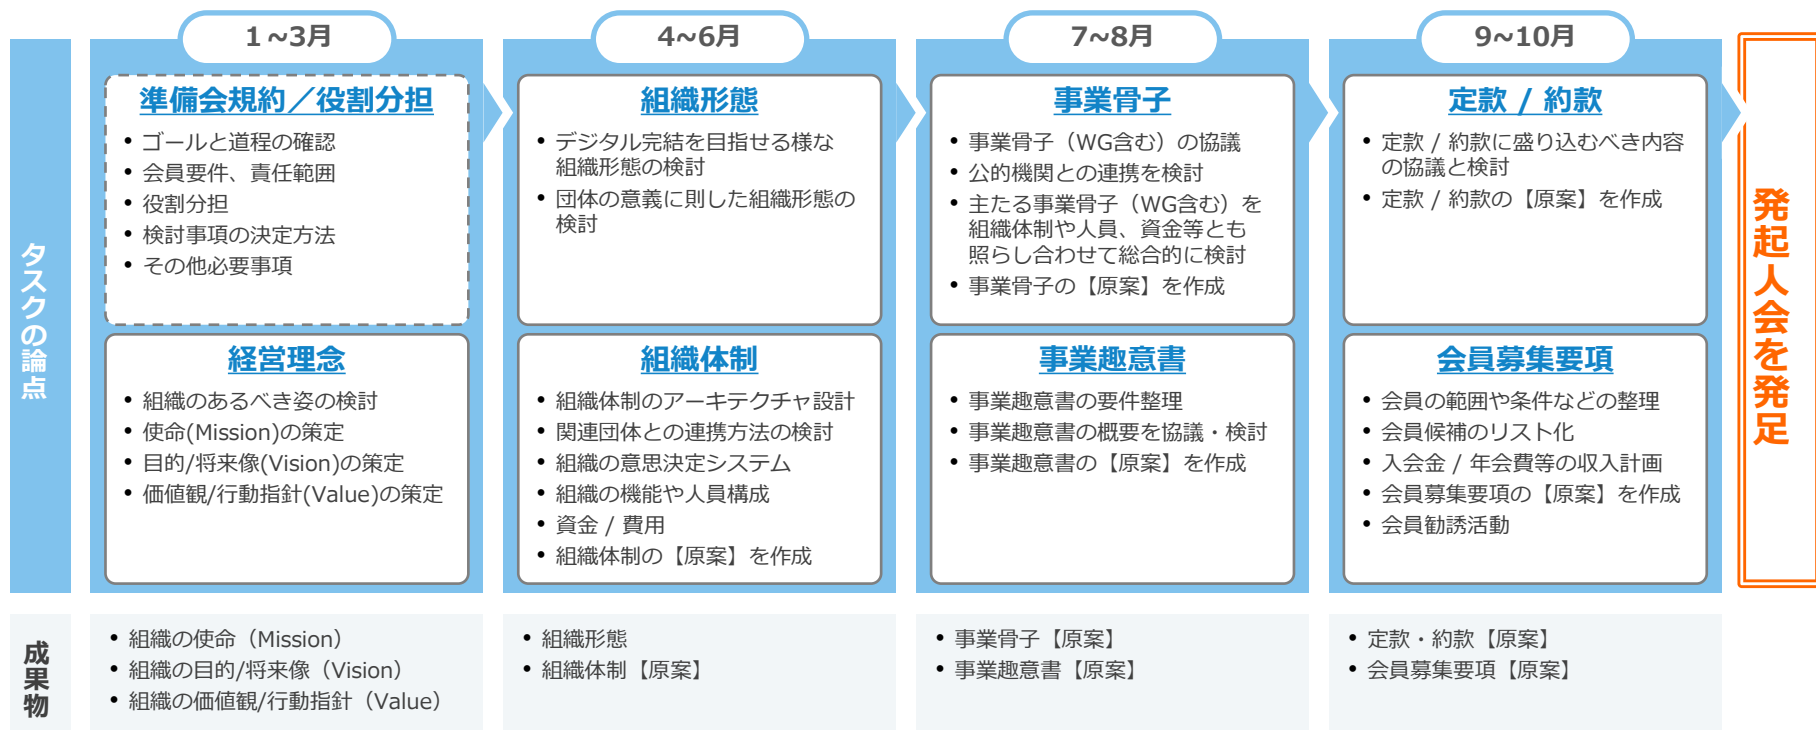 1~3月
4~6月
7~8月
9~10月
タスクの論点
準備会規約／役割分担
ゴールと道程の確認
会員要件、責任範囲
役割分担
検討事項の決定方法
その他必要事項
経営理念
組織のあるべき姿の検討
使命(Mission)の策定
目的/将来像(Vision)の策定
価値観/行動指針(Value)の策定
組織形態
デジタル完結を目指せる様な
組織形態の検討
団体の意義に則した組織形態の
検討
組織体制
組織体制のアーキテクチャ設計
関連団体との連携方法の検討
組織の意思決定システム
組織の機能や人員構成
資金 / 費用
組織体制の【原案】を作成
事業骨子
事業骨子（WG含む）の協議
公的機関との連携を検討
主たる事業骨子（WG含む）を
組織体制や人員、資金等とも
照らし合わせて総合的に検討
事業骨子の【原案】を作成
事業趣意書
事業趣意書の要件整理
事業趣意書の概要を協議・検討
事業趣意書の【原案】を作成
定款 / 約款
定款 / 約款に盛り込むべき内容
の協議と検討
定款 / 約款の【原案】を作成
会員募集要項
会員の範囲や条件などの整理
会員候補のリスト化
入会金 / 年会費等の収入計画
会員募集要項の【原案】を作成
会員勧誘活動
発起人会を発足
成果物
組織の使命（Mission）
組織の目的/将来像（Vision）
組織の価値観/行動指針（Value）
組織形態
組織体制【原案】
事業骨子【原案】
事業趣意書【原案】
定款・約款【原案】
会員募集要項【原案】